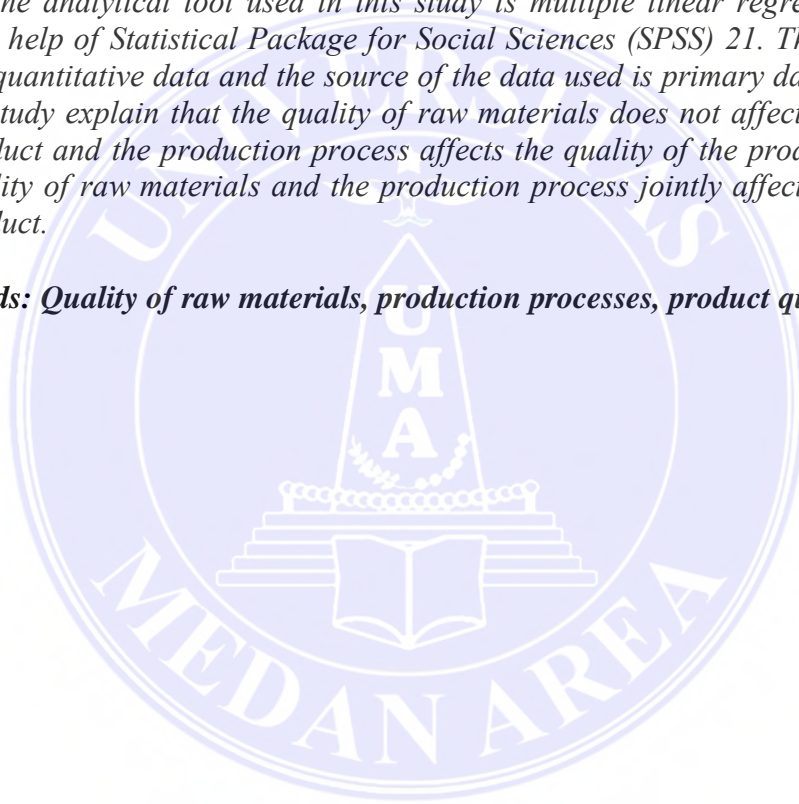 he analytical tool used in this study is multiple linear regre
help of Statistical Package for Social Sciences (SPSS) 21. Th
quantitative data and the source of the data used is primary da
tudy explain that the quality of raw materials does not affect
duct and the production process affects the quality of the prod
lity of raw materials and the production process jointly affect
duct.
ds: Quality of raw materials, production processes, product qu
UNIVERSITAS
UMA
MEDAN AREA